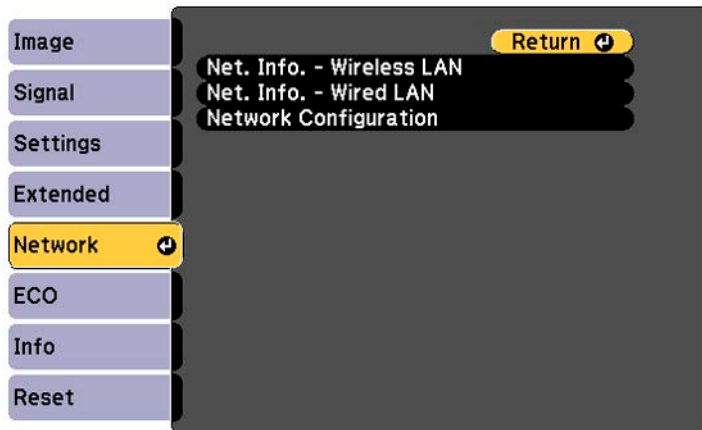 Image
Signal
Settings
Extended
Network
ECO
Info
Reset
Return
Net. Info. - Wireless LAN
Net. Info. - Wired LAN
Network Configuration